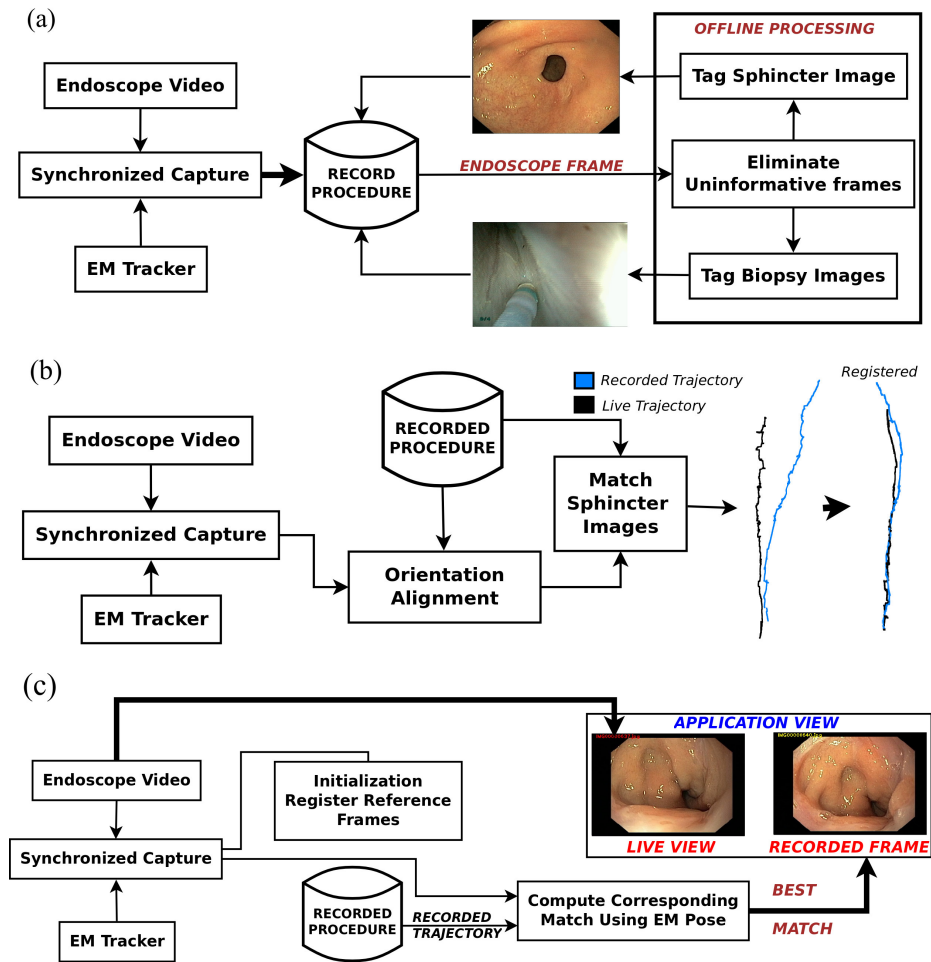 (a)
OFFLINE PROCESSING
Endoscope Video
Tag Sphincter Image
Synchronized Capture
RECORD
PROCEDURE
ENDOSCOPE FRAME
Eliminate
Uninformative frames
EM Tracker
Tag Biopsy Images
(b)
Recorded Trajectory
Live Trajectory
Registered
Endoscope Video
RECORDED
PROCEDURE
Match
Sphincter
Images
Synchronized Capture
Orientation
Alignment
EM Tracker
(c)
APPLICATION VIEW
Endoscope Video
Initialization
Register Reference
Frames
Synchronized Capture
LIVE VIEW
RECORDED FRAME
RECORDED
PROCEDURE
RECORDED
TRAJECTORY
Compute Corresponding
Match Using EM Pose
BEST
MATCH
EM Tracker